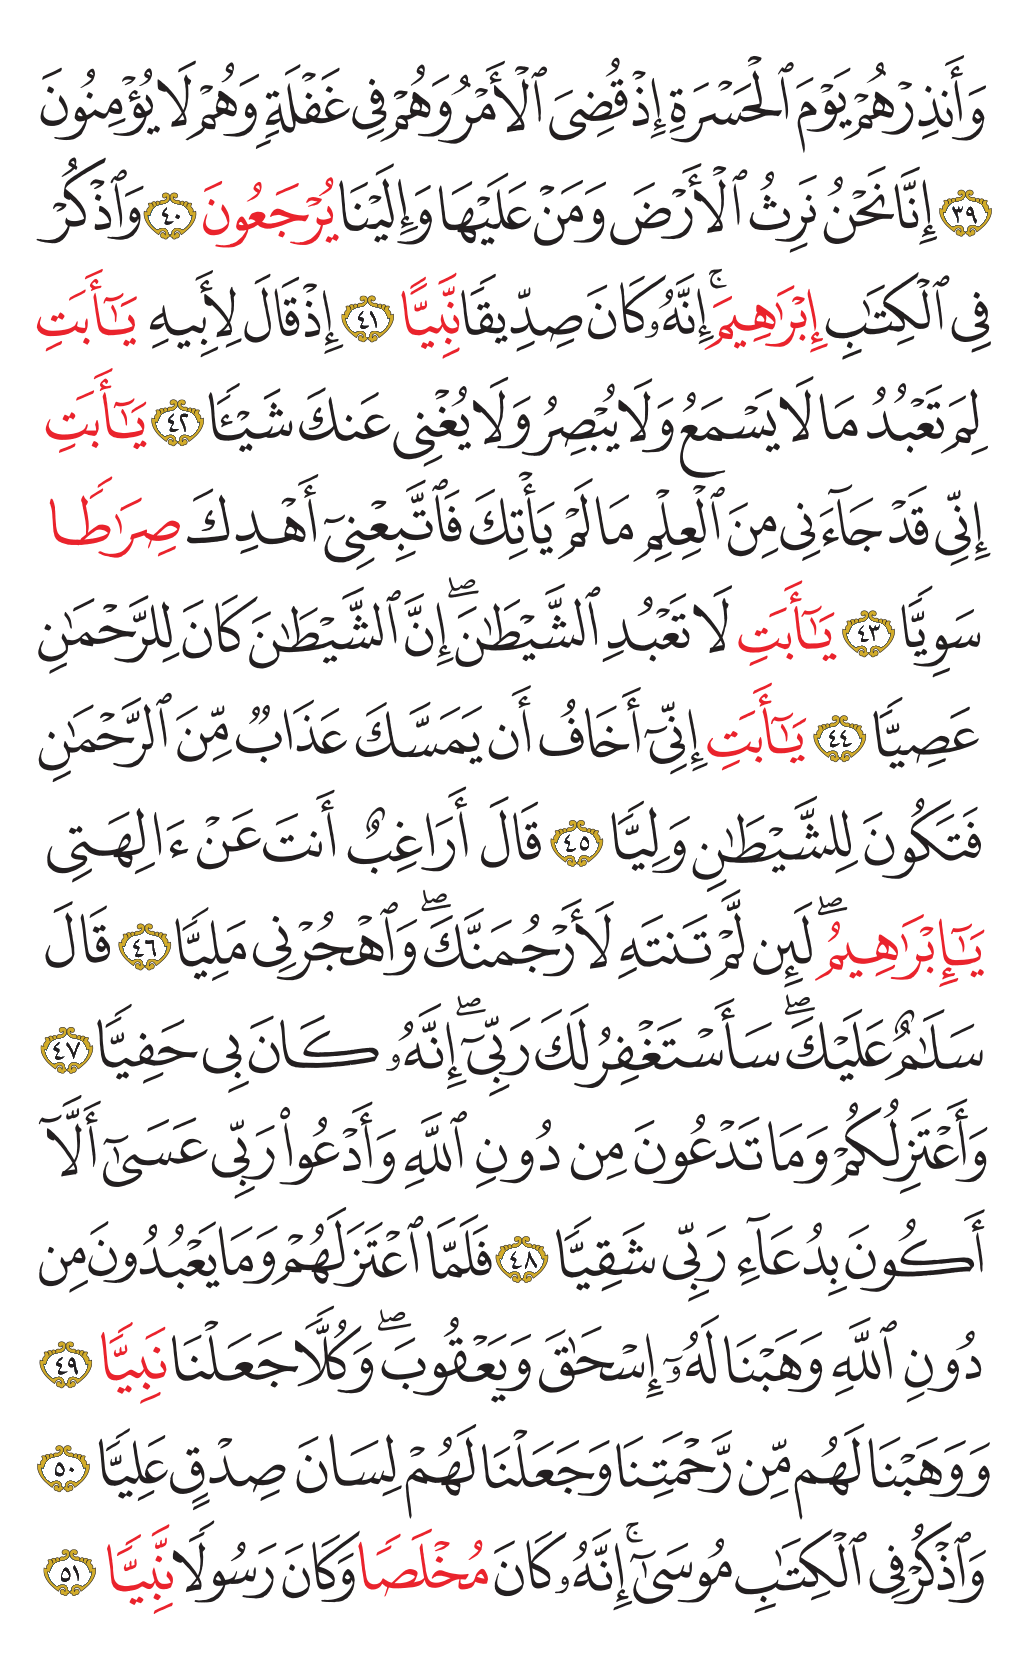 وَأَنذِرْهُمْ يَوْمَ ٱلْحَسْرَةِ إِذْ قُضِىَ ٱلْأَمْرُ وَهُمْ فِى غَفْلَةٍ وَهُمْ لَا يُؤْمِنُونَ
٣٩ إِنَّا نَحْنُ نَرِثُ ٱلْأَرْضَ وَمَنْ عَلَيْهَا وَإِلَيْنَا يُرْجَعُونَ ٤٠ وَٱذْكُرْ
فِى ٱلْكِتَٰبِ إِبْرَٰهِيمَ ۚ إِنَّهُۥ كَانَ صِدِّيقًا نَّبِيًّا ٤١ إِذْ قَالَ لِأَبِيهِ يَٰٓأَبَتِ
لِمَ تَعْبُدُ مَا لَا يَسْمَعُ وَلَا يُبْصِرُ وَلَا يُغْنِى عَنكَ شَيْـًٔا ٤٢ يَٰٓأَبَتِ
إِنِّى قَدْ جَآءَنِى مِنَ ٱلْعِلْمِ مَا لَمْ يَأْتِكَ فَٱتَّبِعْنِىٓ أَهْدِكَ صِرَٰطًا
سَوِيًّا ٤٣ يَٰٓأَبَتِ لَا تَعْبُدِ ٱلشَّيْطَٰنَ ۖ إِنَّ ٱلشَّيْطَٰنَ كَانَ لِلرَّحْمَٰنِ
عَصِيًّا ٤٤ يَٰٓأَبَتِ إِنِّىٓ أَخَافُ أَن يَمَسَّكَ عَذَابٌ مِّنَ ٱلرَّحْمَٰنِ
فَتَكُونَ لِلشَّيْطَٰنِ وَلِيًّا ٤٥ قَالَ أَرَاغِبٌ أَنتَ عَنْ ءَالِهَتِى
يَٰٓإِبْرَٰهِيمُ ۖ لَئِن لَّمْ تَنتَهِ لَأَرْجُمَنَّكَ ۖ وَٱهْجُرْنِى مَلِيًّا ٤٦ قَالَ
سَلَٰمٌ عَلَيْكَ ۖ سَأَسْتَغْفِرُ لَكَ رَبِّىٓ ۖ إِنَّهُۥ كَانَ بِى حَفِيًّا ٤٧
وَأَعْتَزِلُكُمْ وَمَا تَدْعُونَ مِن دُونِ ٱللَّهِ وَأَدْعُوا۟ رَبِّى عَسَىٰٓ أَلَّآ
أَكُونَ بِدُعَآءِ رَبِّى شَقِيًّا ٤٨ فَلَمَّا ٱعْتَزَلَهُمْ وَمَا يَعْبُدُونَ مِن
دُونِ ٱللَّهِ وَهَبْنَا لَهُۥٓ إِسْحَٰقَ وَيَعْقُوبَ ۖ وَكُلًّا جَعَلْنَا نَبِيًّا ٤٩
وَوَهَبْنَا لَهُم مِّن رَّحْمَتِنَا وَجَعَلْنَا لَهُمْ لِسَانَ صِدْقٍ عَلِيًّا ٥٠
وَٱذْكُرْ فِى ٱلْكِتَٰبِ مُوسَىٰٓ ۚ إِنَّهُۥ كَانَ مُخْلَصًا وَكَانَ رَسُولًا نَّبِيًّا ٥١